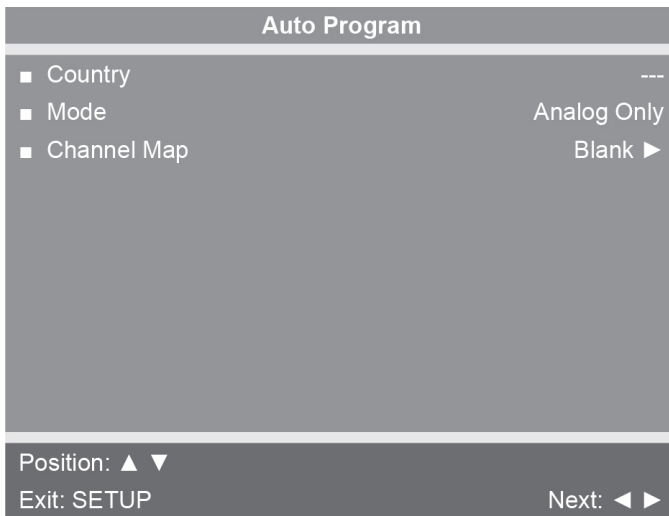 Auto Program
■ Country ---
■ Mode Analog Only
■ Channel Map Blank ►
Position: ▲ ▼
Exit: SETUP Next: ◄ ►